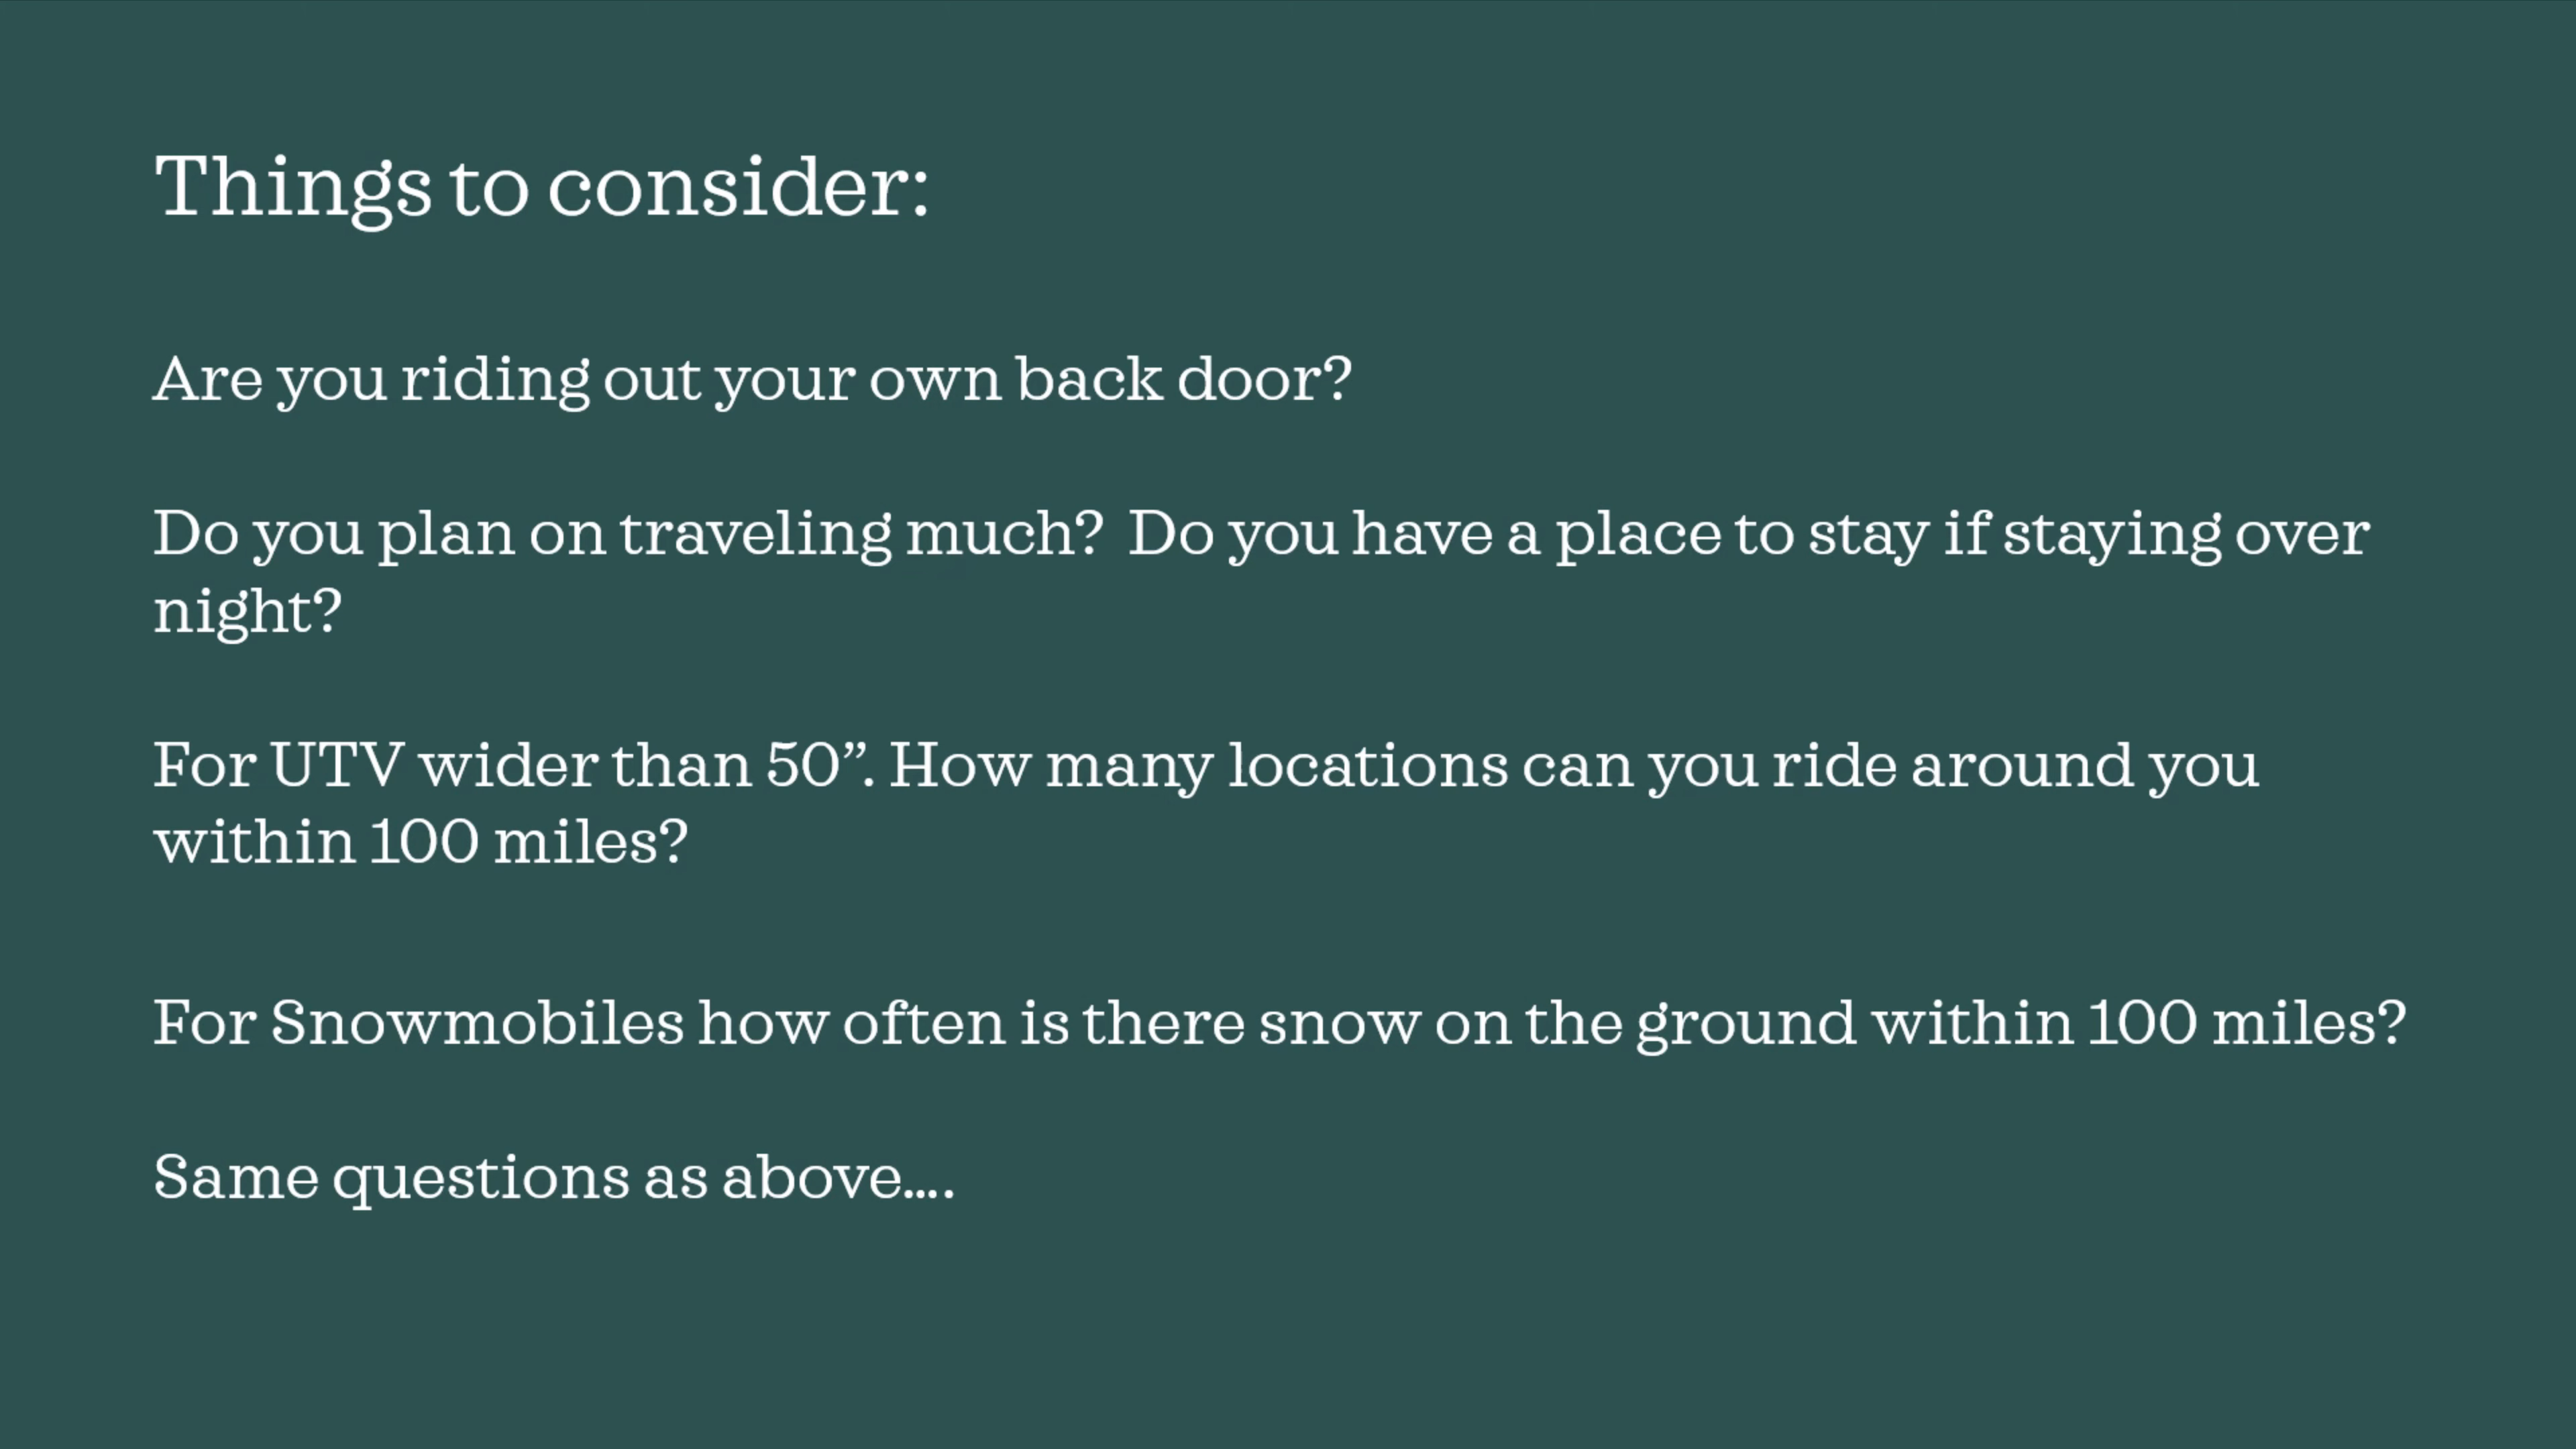 Things to consider:
Are you riding out your own back door?
Do you plan on traveling much?  Do you have a place to stay if staying over
night?
For UTV wider than 50”. How many locations can you ride around you
within 100 miles?
For Snowmobiles how often is there snow on the ground within 100 miles?
Same questions as above….